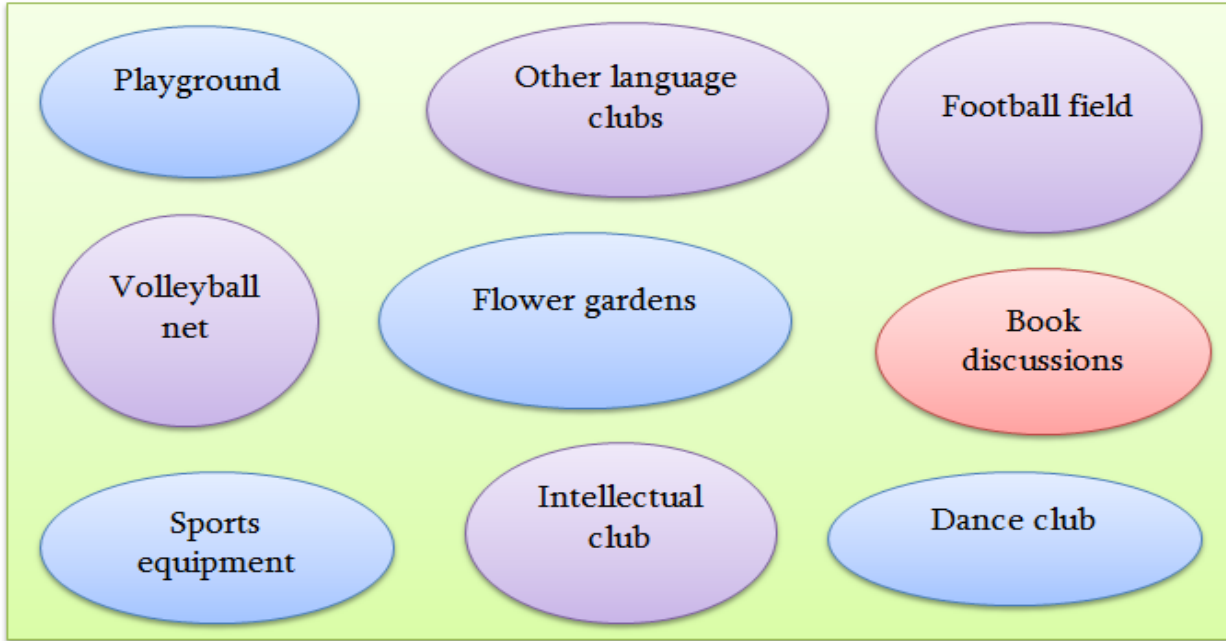 Playground
Other language
clubs
Football field
Volleyball
net
Flower gardens
Book
discussions
Sports
equipment
Intellectual
club
Dance club